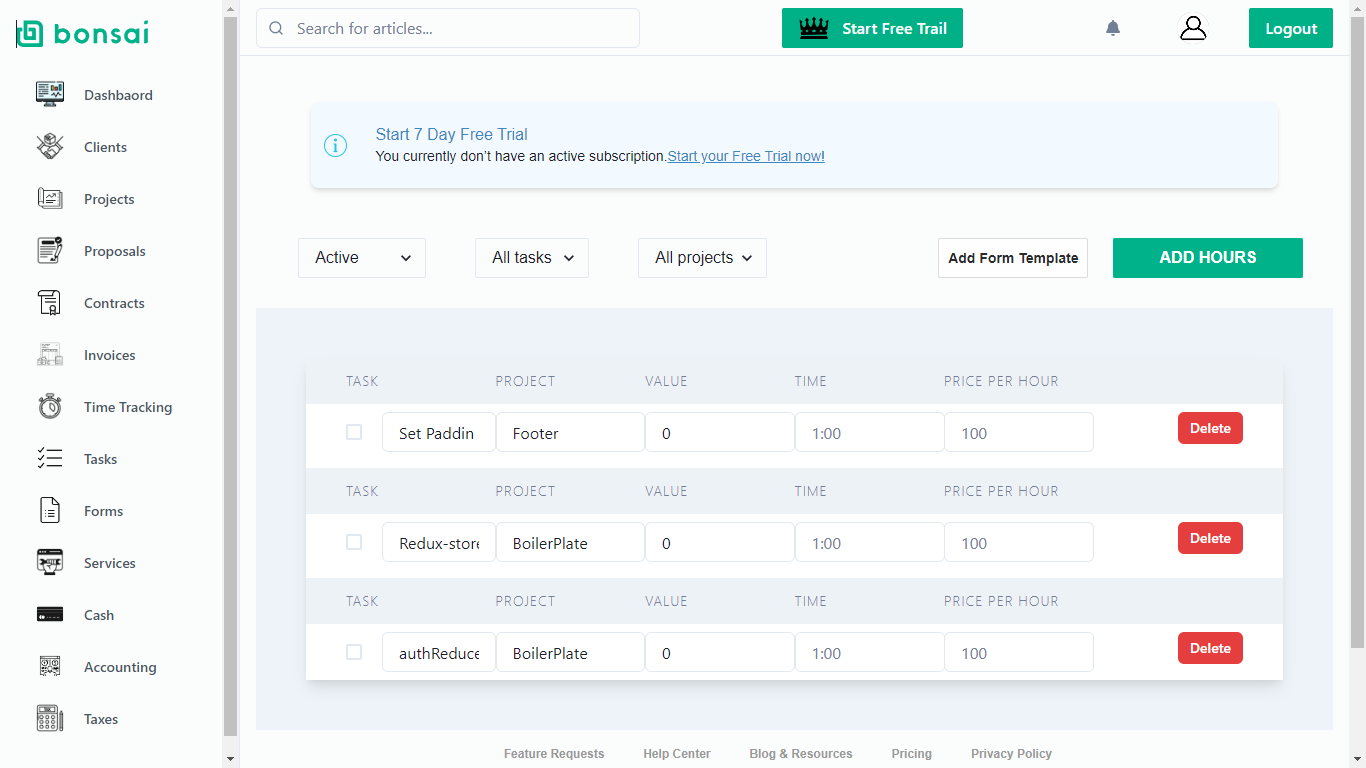 bonsai
Search for articles...
Start Free Trail
Logout
Dashbaord
Clients
Projects
Proposals
Contracts
Invoices
Time Tracking
Tasks
Forms
Services
Cash
Accounting
Taxes
Start 7 Day Free Trial
You currently don't have an active subscription.Start your Free Trial now!
Active All tasks All projects Add Form Template ADD HOURS
TASK PROJECT VALUE TIME PRICE PER HOUR
Set Paddin Footer 0 1:00 100 Delete
TASK PROJECT VALUE TIME PRICE PER HOUR
Redux-store BoilerPlate 0 1:00 100 Delete
TASK PROJECT VALUE TIME PRICE PER HOUR
authReduce BoilerPlate 0 1:00 100 Delete
Feature Requests Help Center Blog & Resources Pricing Privacy Policy